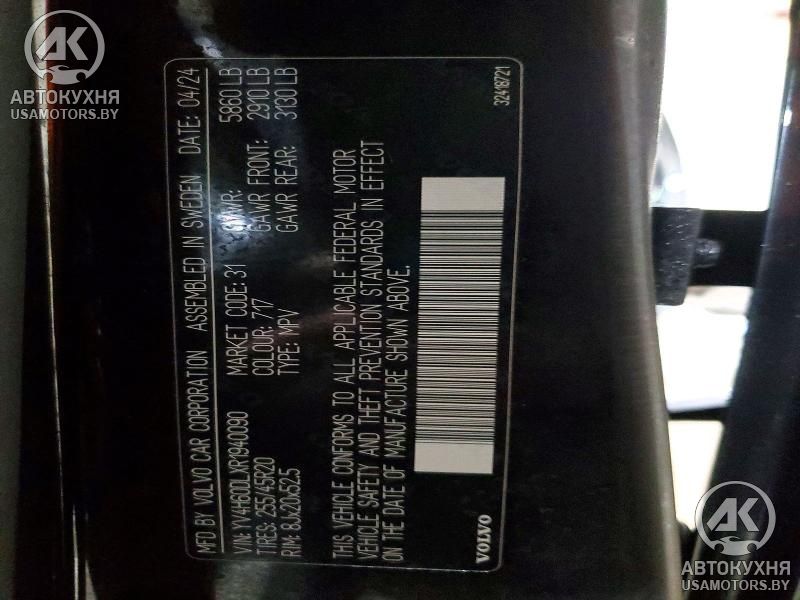 MFD BY VOLVO CAR CORPORATION ASSEMBLED IN SWEDEN DATE: 04/24
VIN: YV4H60DLXR1940090 MARKET CODE: 31 GVWR: 5860 LB
TIRES: 255/45R20 COLOUR: 717 GAWR FRONT: 2910 LB
RIM: 8Jx20x52.5 TYPE: MPV GAWR REAR: 3130 LB
THIS VEHICLE CONFORMS TO ALL APPLICABLE FEDERAL MOTOR
VEHICLE SAFETY AND THEFT PREVENTION STANDARDS IN EFFECT
ON THE DATE OF MANUFACTURE SHOWN ABOVE.
VOLVO 32418721
АК
АВТОКУХНЯ
USAMOTORS.BY
АК
АВТОКУХНЯ
USAMOTORS.BY